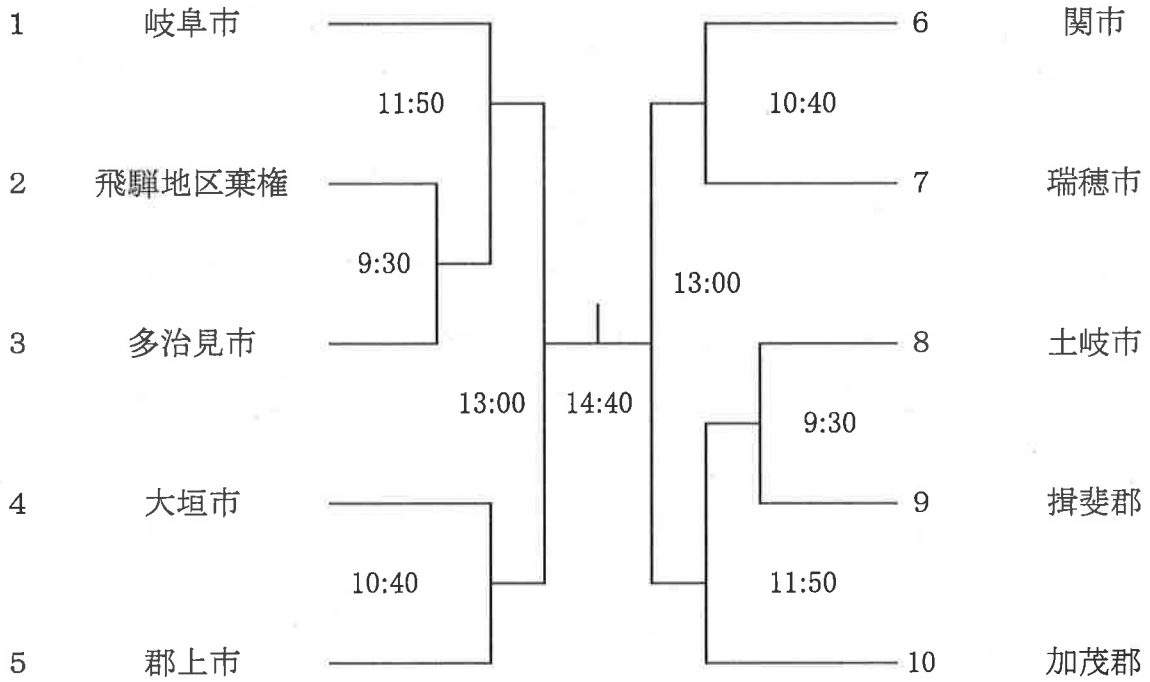 1 岐阜市 6 関市
11:50 10:40
2 飛騨地区棄権 7 瑞穂市
9:30
13:00
3 多治見市 8 土岐市
13:00 14:40
9:30
4 大垣市 9 揖斐郡
10:40 11:50
5 郡上市 10 加茂郡